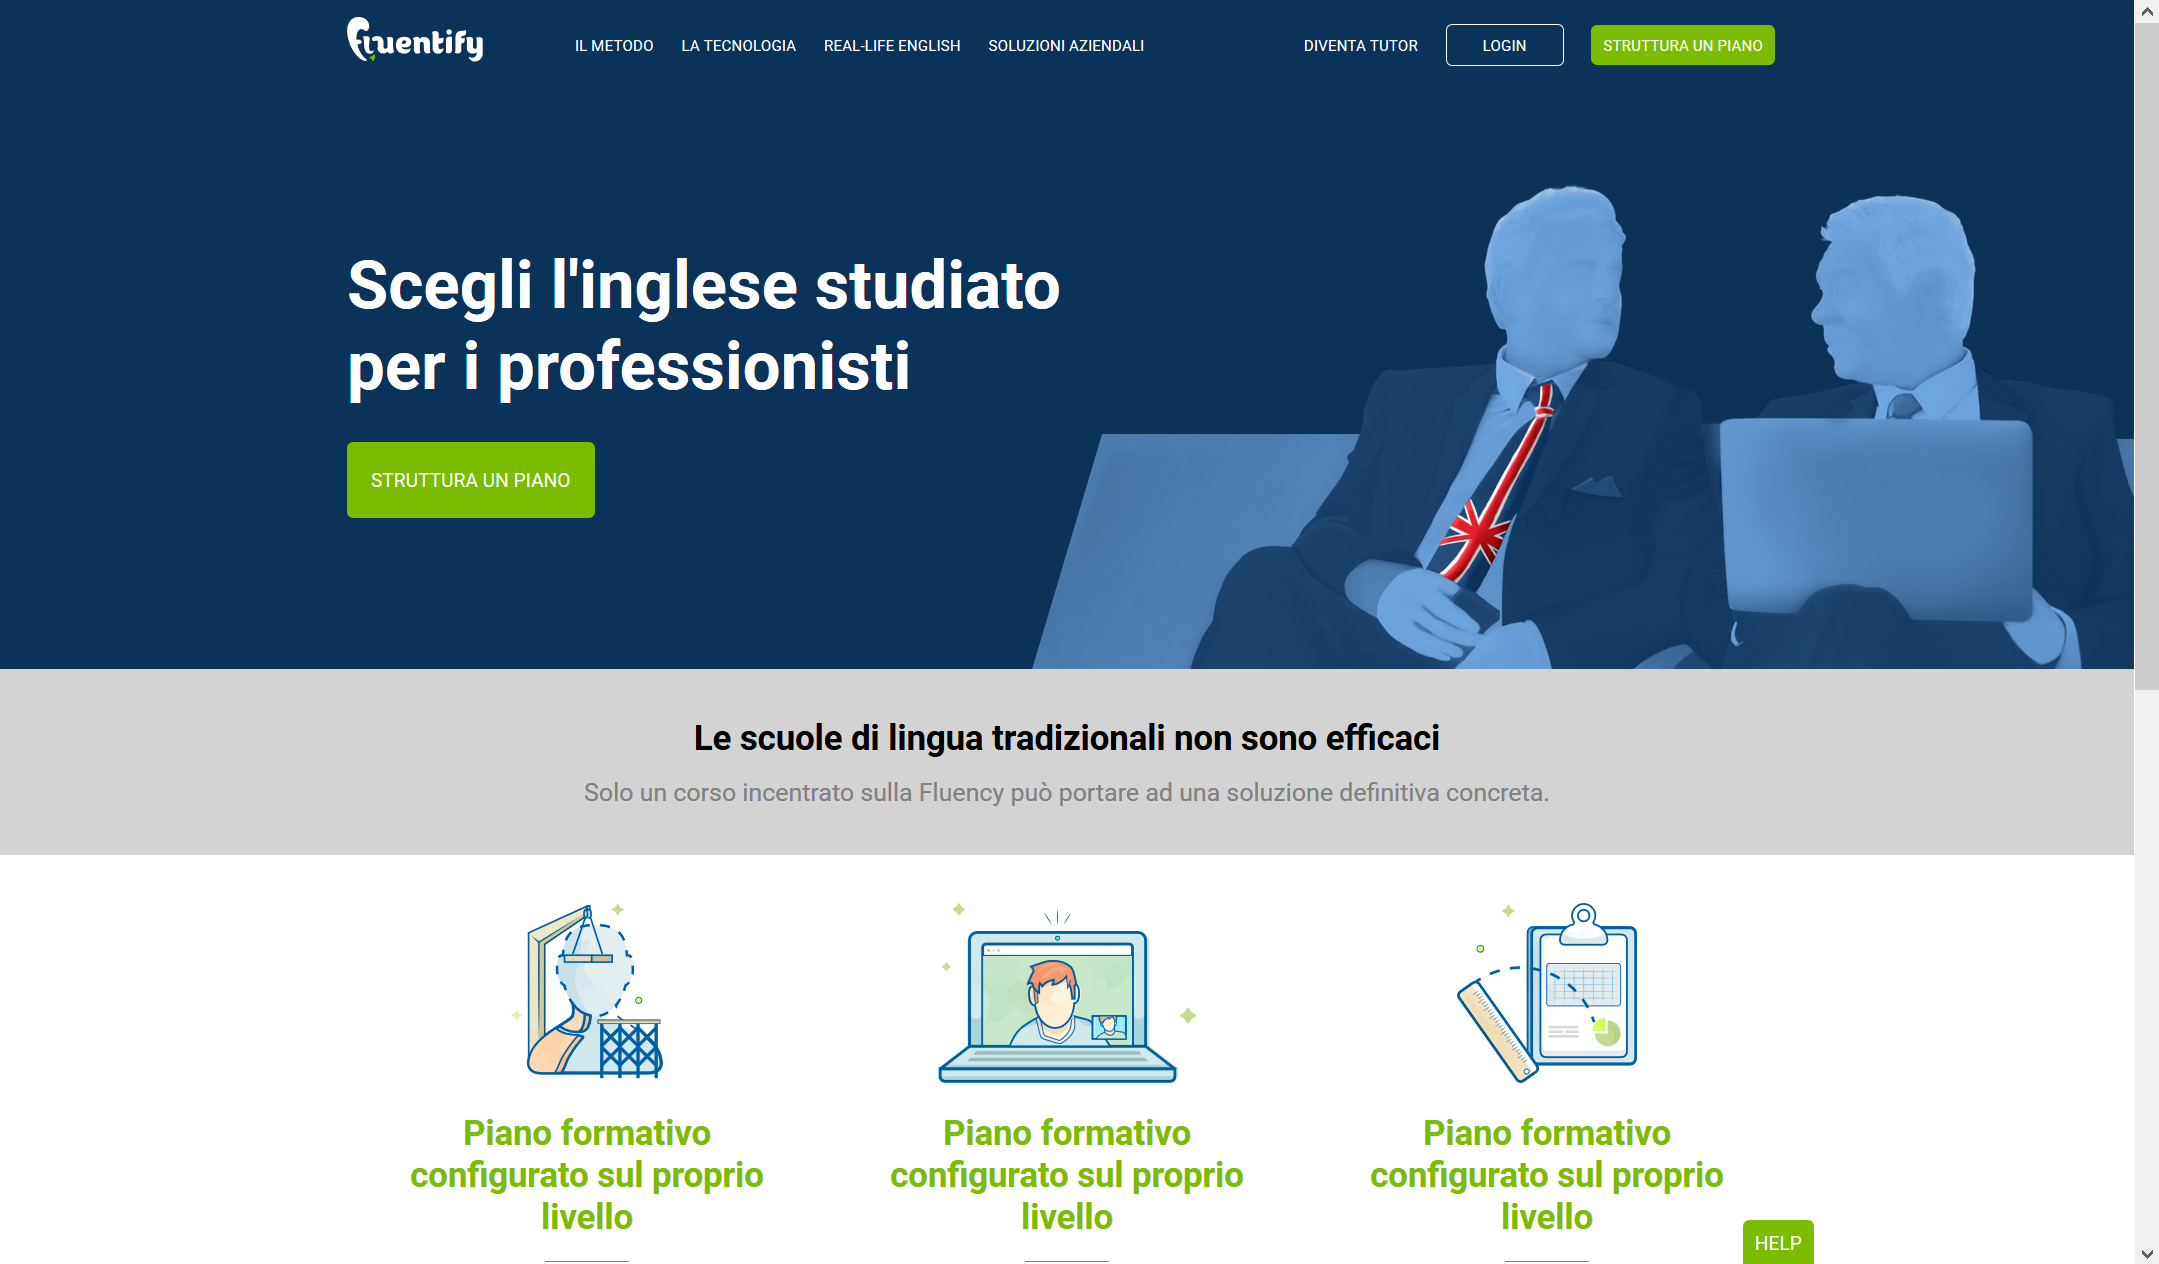 fluentify
IL METODO
LA TECNOLOGIA
REAL-LIFE ENGLISH
SOLUZIONI AZIENDALI
DIVENTA TUTOR
LOGIN
STRUTTURA UN PIANO
Scegli l'inglese studiato
per i professionisti
STRUTTURA UN PIANO
Le scuole di lingua tradizionali non sono efficaci
Solo un corso incentrato sulla Fluency può portare ad una soluzione definitiva concreta.
Piano formativo
configurato sul proprio
livello
Piano formativo
configurato sul proprio
livello
Piano formativo
configurato sul proprio
livello
HELP